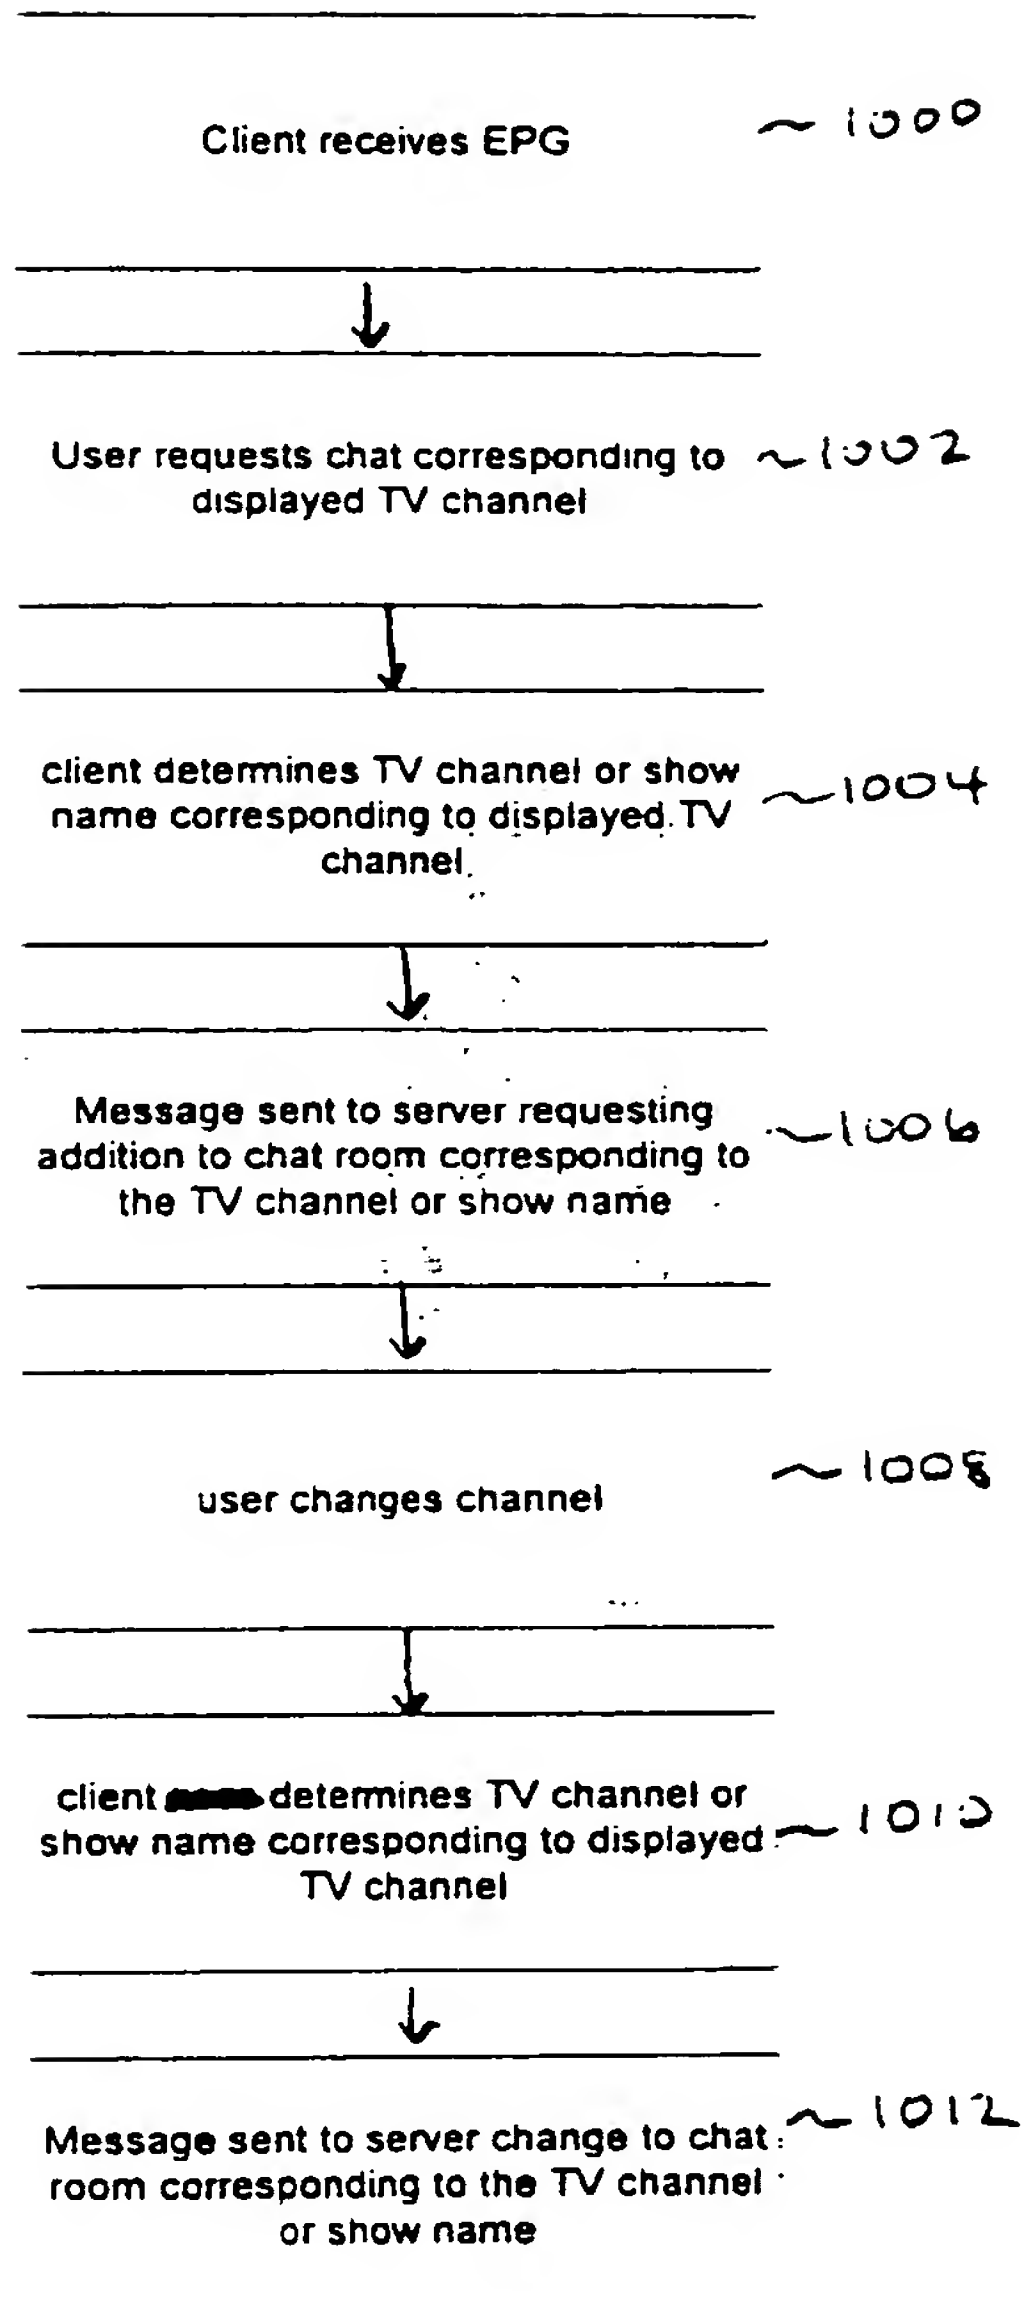 Client receives EPG
~1000
User requests chat corresponding to
displayed TV channel
~1002
client determines TV channel or show
name corresponding to displayed TV
channel.
~1004
Message sent to server requesting
addition to chat room corresponding to
the TV channel or show name
~1006
user changes channel
~1008
client determines TV channel or
show name corresponding to displayed
TV channel
~1010
Message sent to server change to chat
room corresponding to the TV channel
or show name
~1012